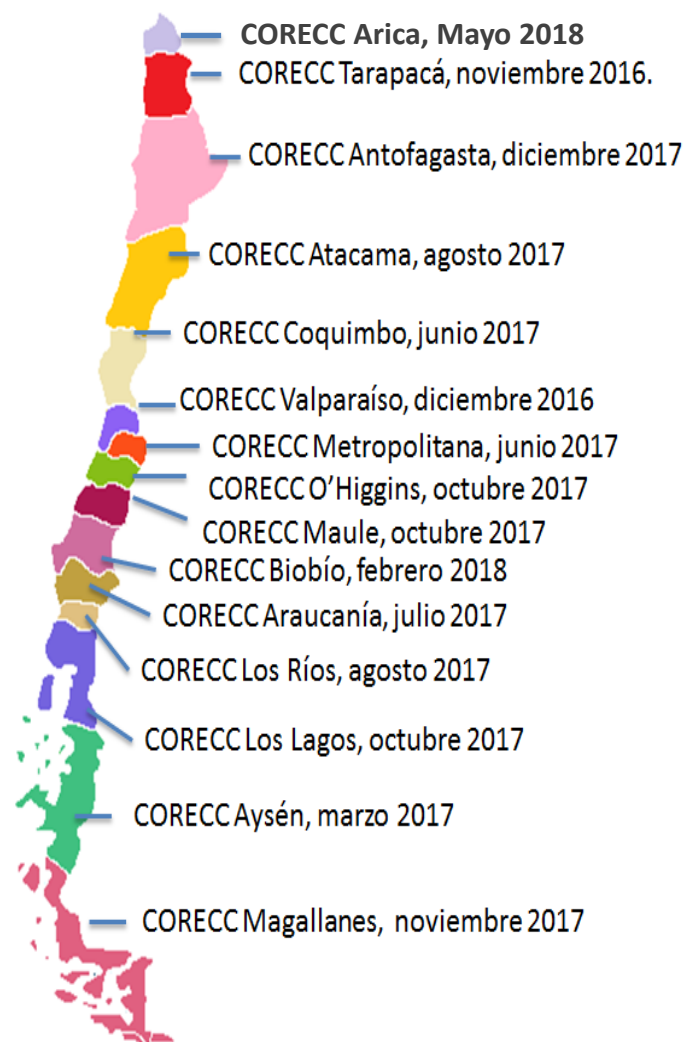 CORECC Arica, Mayo 2018
CORECC Tarapacá, noviembre 2016.
CORECC Antofagasta, diciembre 2017
CORECC Atacama, agosto 2017
CORECC Coquimbo, junio 2017
CORECC Valparaíso, diciembre 2016
CORECC Metropolitana, junio 2017
CORECC O’Higgins, octubre 2017
CORECC Maule, octubre 2017
CORECC Biobío, febrero 2018
CORECC Araucanía, julio 2017
CORECC Los Ríos, agosto 2017
CORECC Los Lagos, octubre 2017
CORECC Aysén, marzo 2017
CORECC Magallanes, noviembre 2017